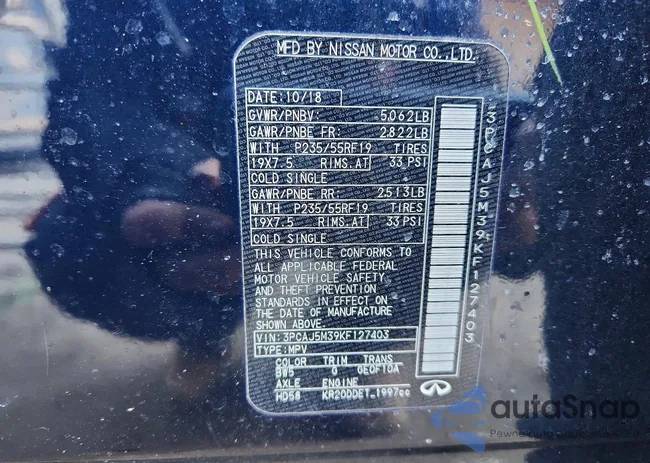 MFD BY NISSAN MOTOR CO.,LTD.
DATE:10/18
GVWR/PNBV: 5,062LB
GAWR/PNBE FR: 2,822LB
WITH P235/55RF19 TIRES
19X7.5 RIMS,AT 33 PSI
COLD SINGLE
GAWR/PNBE RR: 2,513LB
WITH P235/55RF19 TIRES
19X7.5 RIMS,AT 33 PSI
COLD SINGLE
THIS VEHICLE CONFORMS TO
ALL APPLICABLE FEDERAL
MOTOR VEHICLE SAFETY
AND THEFT PREVENTION
STANDARDS IN EFFECT ON
THE DATE OF MANUFACTURE
SHOWN ABOVE.
VIN: 3PCAJ5M39KF127403
TYPE: MPV
COLOR TRIM TRANS
BW5 G GE0F10A
AXLE ENGINE
HD58 KR20DDET 1997cc
3PCAJ5M39KF127403
autoSnap